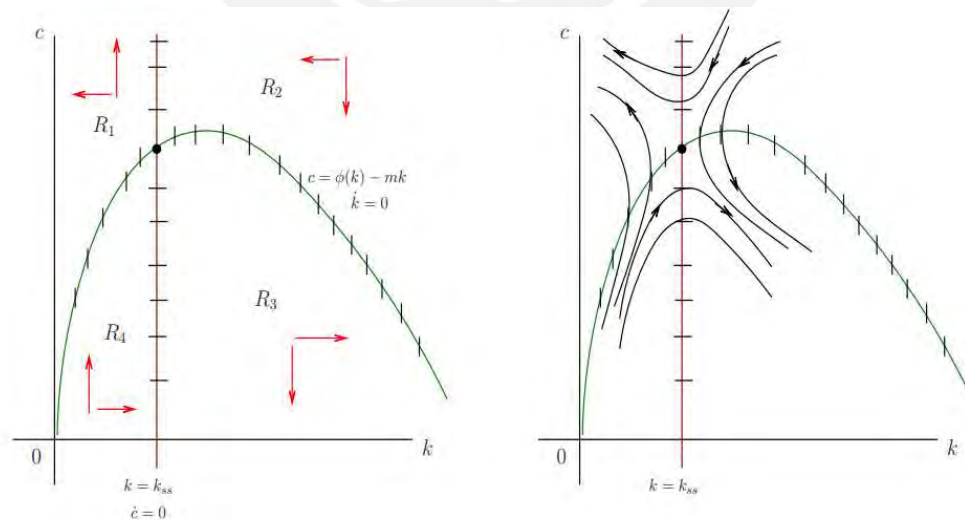 c
R₁
R₂
c = ϕ(k) − mk
k̇ = 0
R₃
R₄
0
k
k = kₛₛ
ċ = 0
c
0
k
k = kₛₛ